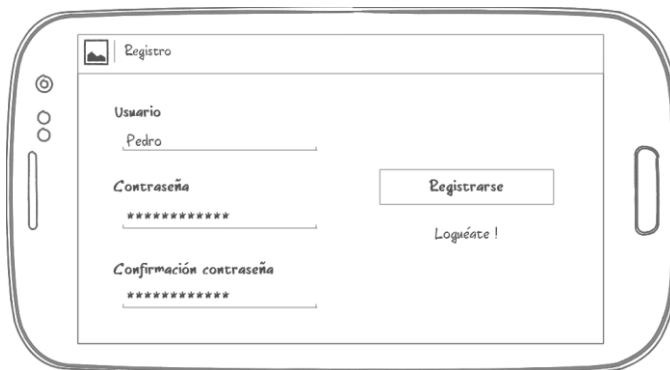 Registro
Usuario
Pedro
Contraseña
************
Confirmación contraseña
************
Registrarse
Loguéate !